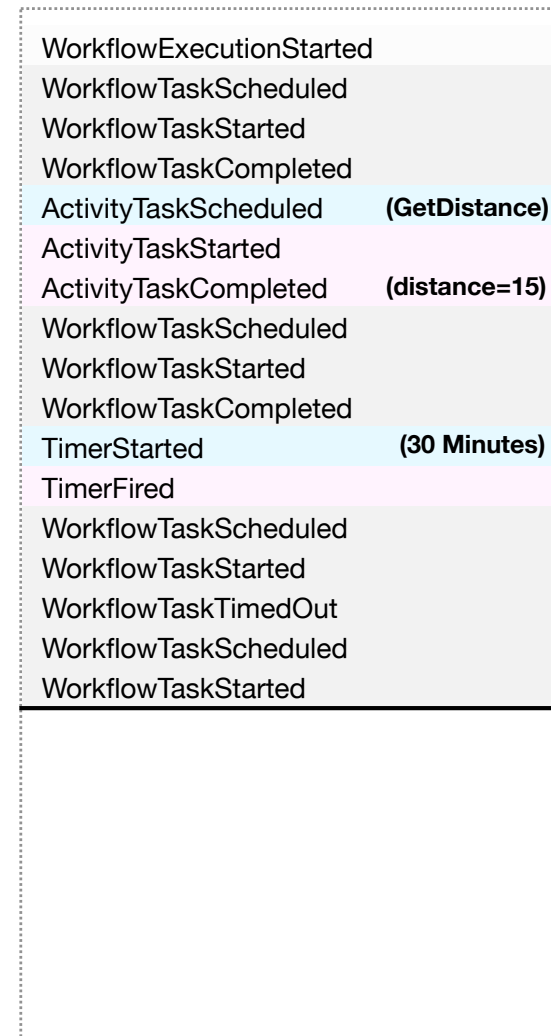 WorkflowExecutionStarted
WorkflowTaskScheduled
WorkflowTaskStarted
WorkflowTaskCompleted
ActivityTaskScheduled (GetDistance)
ActivityTaskStarted
ActivityTaskCompleted (distance=15)
WorkflowTaskScheduled
WorkflowTaskStarted
WorkflowTaskCompleted
TimerStarted (30 Minutes)
TimerFired
WorkflowTaskScheduled
WorkflowTaskStarted
WorkflowTaskTimedOut
WorkflowTaskScheduled
WorkflowTaskStarted